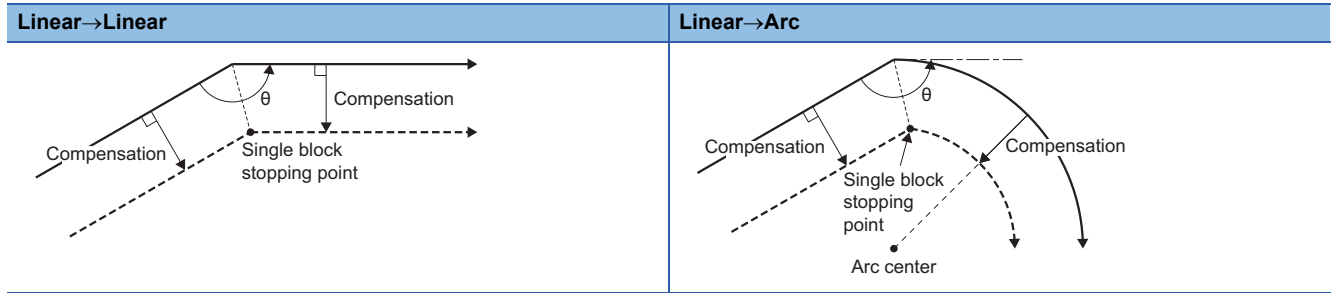 Linear→Linear
Linear→Arc
θ
Compensation
Compensation
Single block
stopping point
θ
Compensation
Compensation
Single block
stopping
point
Arc center